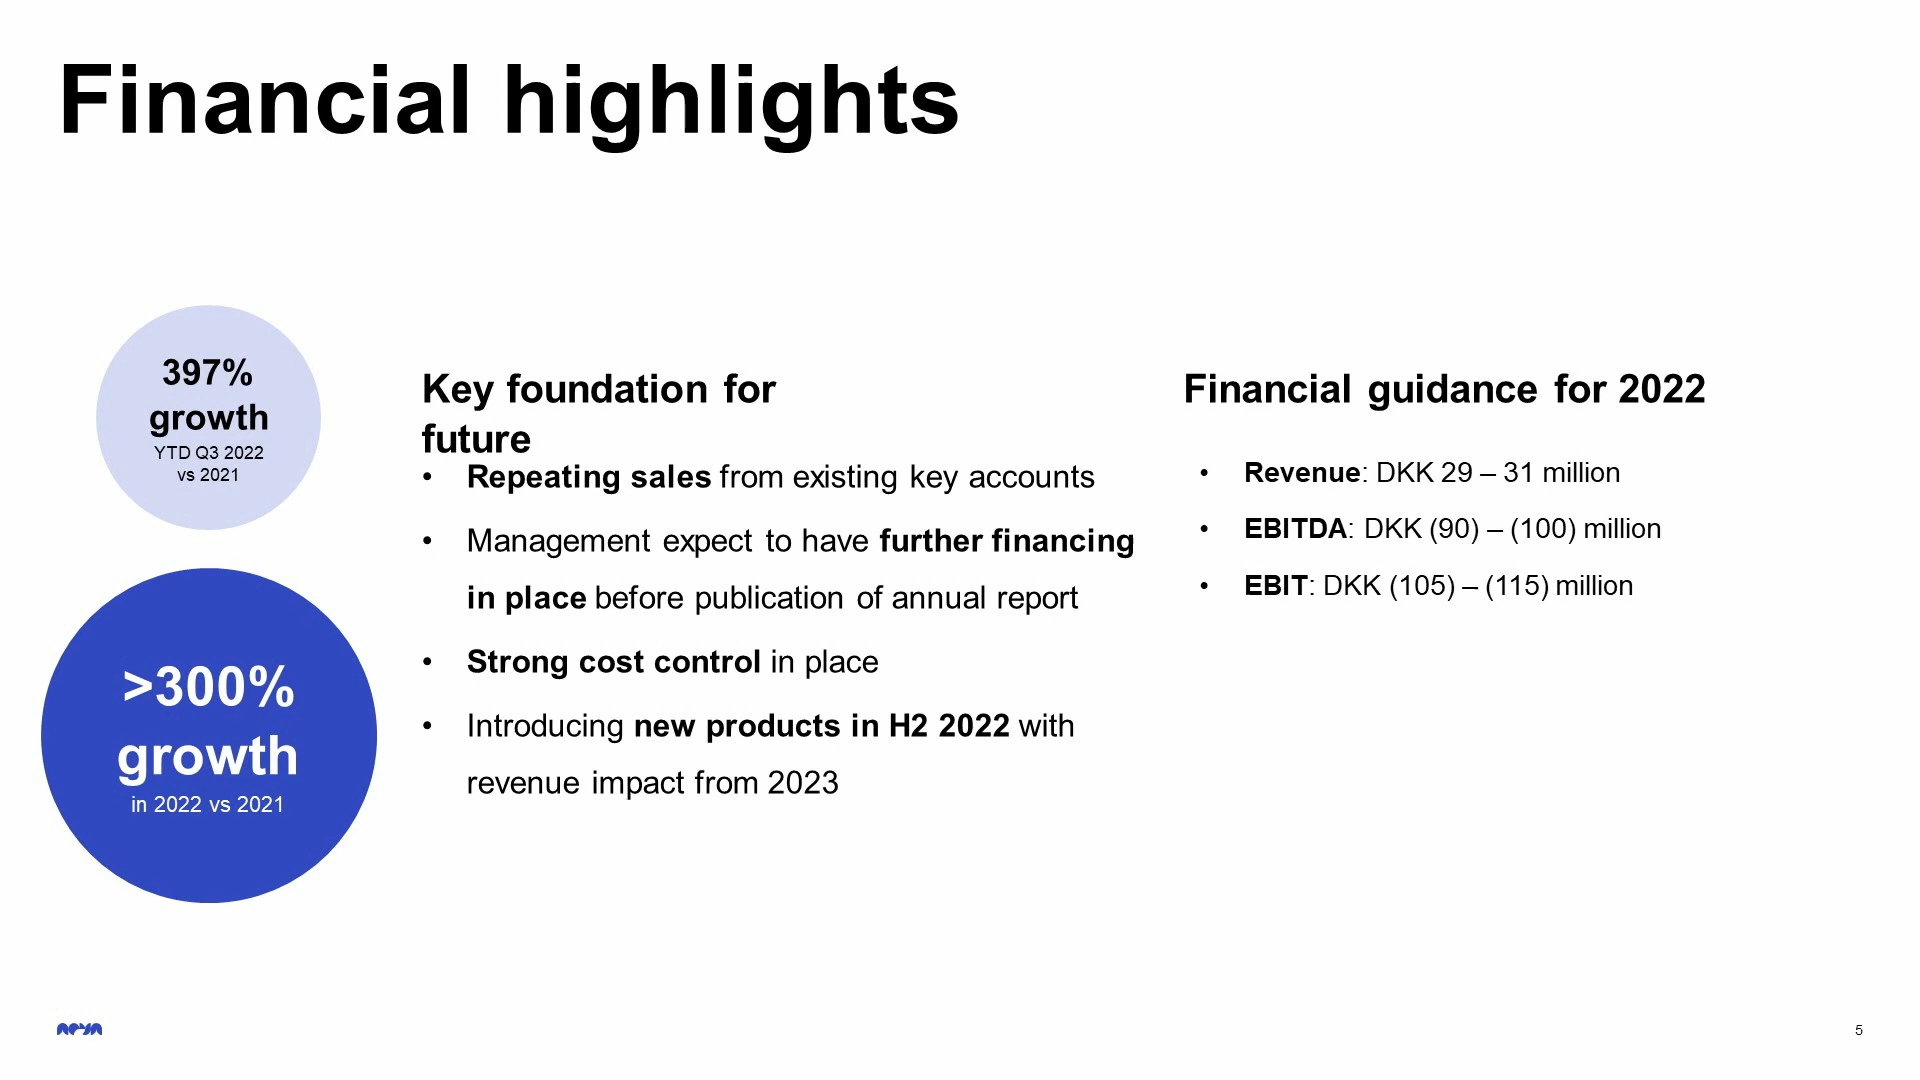 Financial highlights
397%
growth
YTD Q3 2022
vs 2021
>300%
growth
in 2022 vs 2021
Key foundation for
future
• Repeating sales from existing key accounts
• Management expect to have further financing
in place before publication of annual report
• Strong cost control in place
• Introducing new products in H2 2022 with
revenue impact from 2023
Financial guidance for 2022
• Revenue: DKK 29 – 31 million
• EBITDA: DKK (90) – (100) million
• EBIT: DKK (105) – (115) million
5